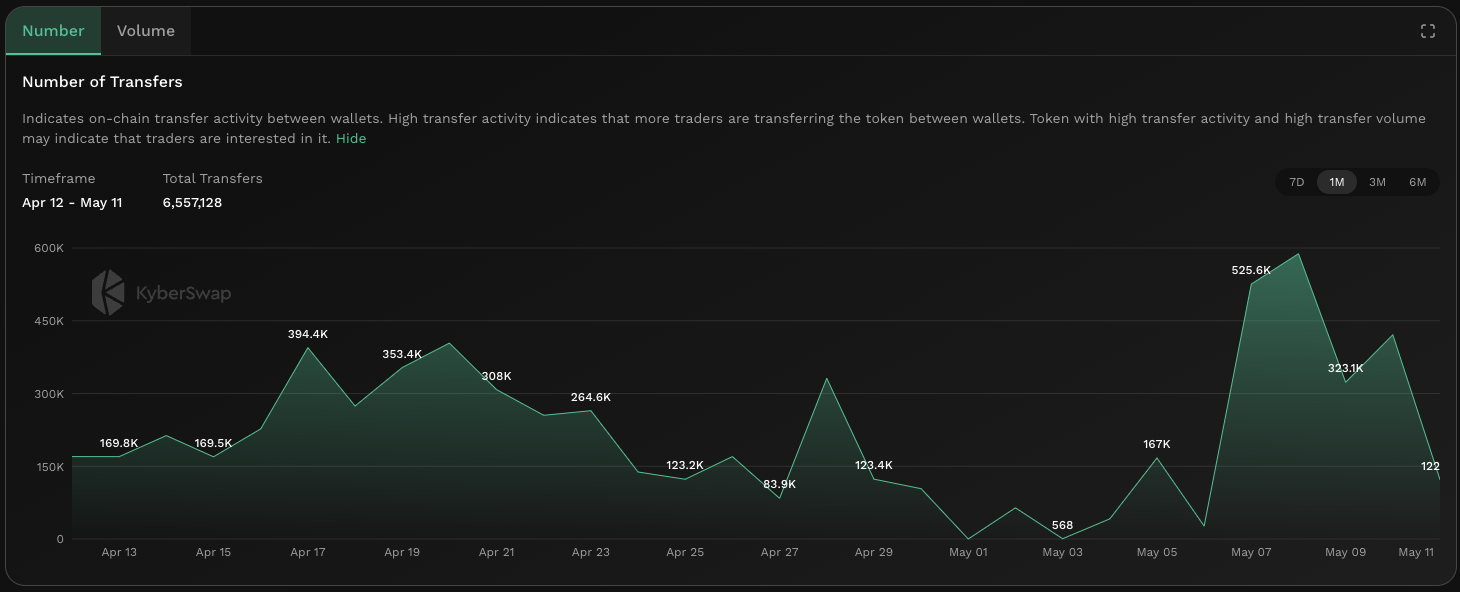 Number Volume
Number of Transfers
Indicates on-chain transfer activity between wallets. High transfer activity indicates that more traders are transferring the token between wallets. Token with high transfer activity and high transfer volume
may indicate that traders are interested in it. Hide
Timeframe Total Transfers
Apr 12 - May 11 6,557,128
7D 1M 3M 6M
600K
KyberSwap
525.6K
450K
394.4K
353.4K
308K
323.1K
300K
264.6K
169.8K
169.5K
167K
150K
123.2K
123.4K
122
83.9K
568
0
Apr 13 Apr 15 Apr 17 Apr 19 Apr 21 Apr 23 Apr 25 Apr 27 Apr 29 May 01 May 03 May 05 May 07 May 09 May 11